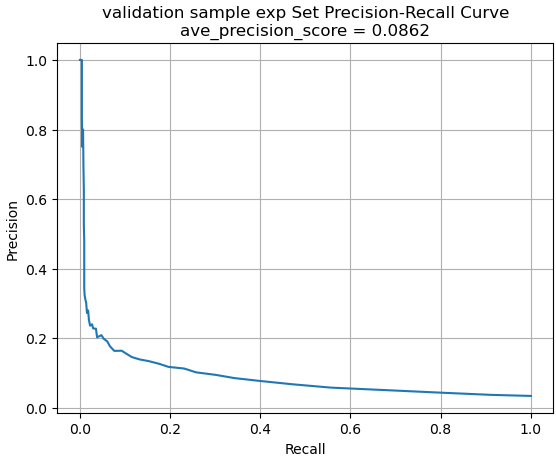 validation sample exp Set Precision-Recall Curve
ave_precision_score = 0.0862
1.0
0.8
0.6
0.4
0.2
0.0
Precision
0.0 0.2 0.4 0.6 0.8 1.0
Recall